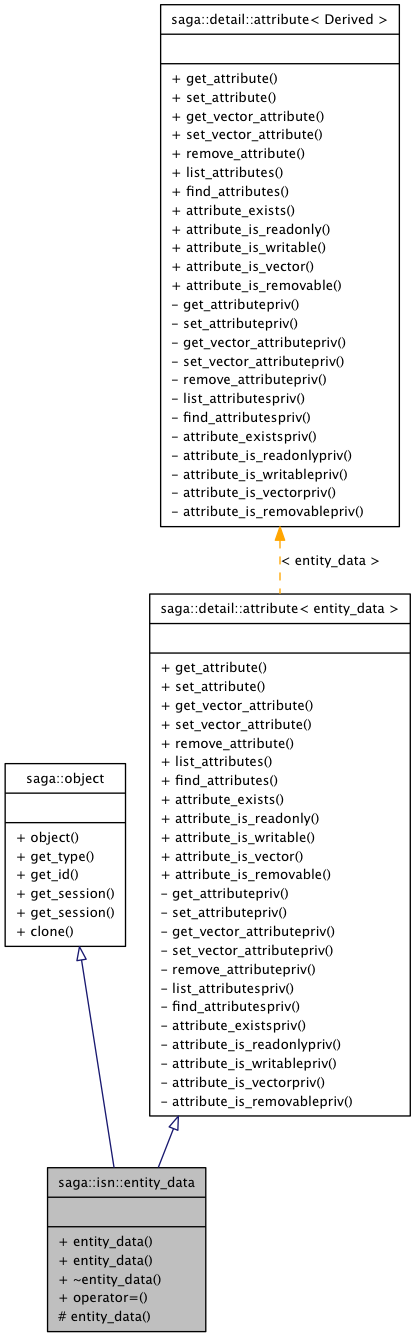 saga::detail::attribute< Derived >
+ get_attribute()
+ set_attribute()
+ get_vector_attribute()
+ set_vector_attribute()
+ remove_attribute()
+ list_attributes()
+ find_attributes()
+ attribute_exists()
+ attribute_is_readonly()
+ attribute_is_writable()
+ attribute_is_vector()
+ attribute_is_removable()
- get_attributepriv()
- set_attributepriv()
- get_vector_attributepriv()
- set_vector_attributepriv()
- remove_attributepriv()
- list_attributespriv()
- find_attributespriv()
- attribute_existspriv()
- attribute_is_readonlypriv()
- attribute_is_writablepriv()
- attribute_is_vectorpriv()
- attribute_is_removablepriv()
< entity_data >
saga::detail::attribute< entity_data >
+ get_attribute()
+ set_attribute()
+ get_vector_attribute()
+ set_vector_attribute()
+ remove_attribute()
+ list_attributes()
+ find_attributes()
+ attribute_exists()
+ attribute_is_readonly()
+ attribute_is_writable()
+ attribute_is_vector()
+ attribute_is_removable()
- get_attributepriv()
- set_attributepriv()
- get_vector_attributepriv()
- set_vector_attributepriv()
- remove_attributepriv()
- list_attributespriv()
- find_attributespriv()
- attribute_existspriv()
- attribute_is_readonlypriv()
- attribute_is_writablepriv()
- attribute_is_vectorpriv()
- attribute_is_removablepriv()
saga::object
+ object()
+ get_type()
+ get_id()
+ get_session()
+ get_session()
+ clone()
saga::isn::entity_data
+ entity_data()
+ entity_data()
+ ~entity_data()
+ operator=()
# entity_data()